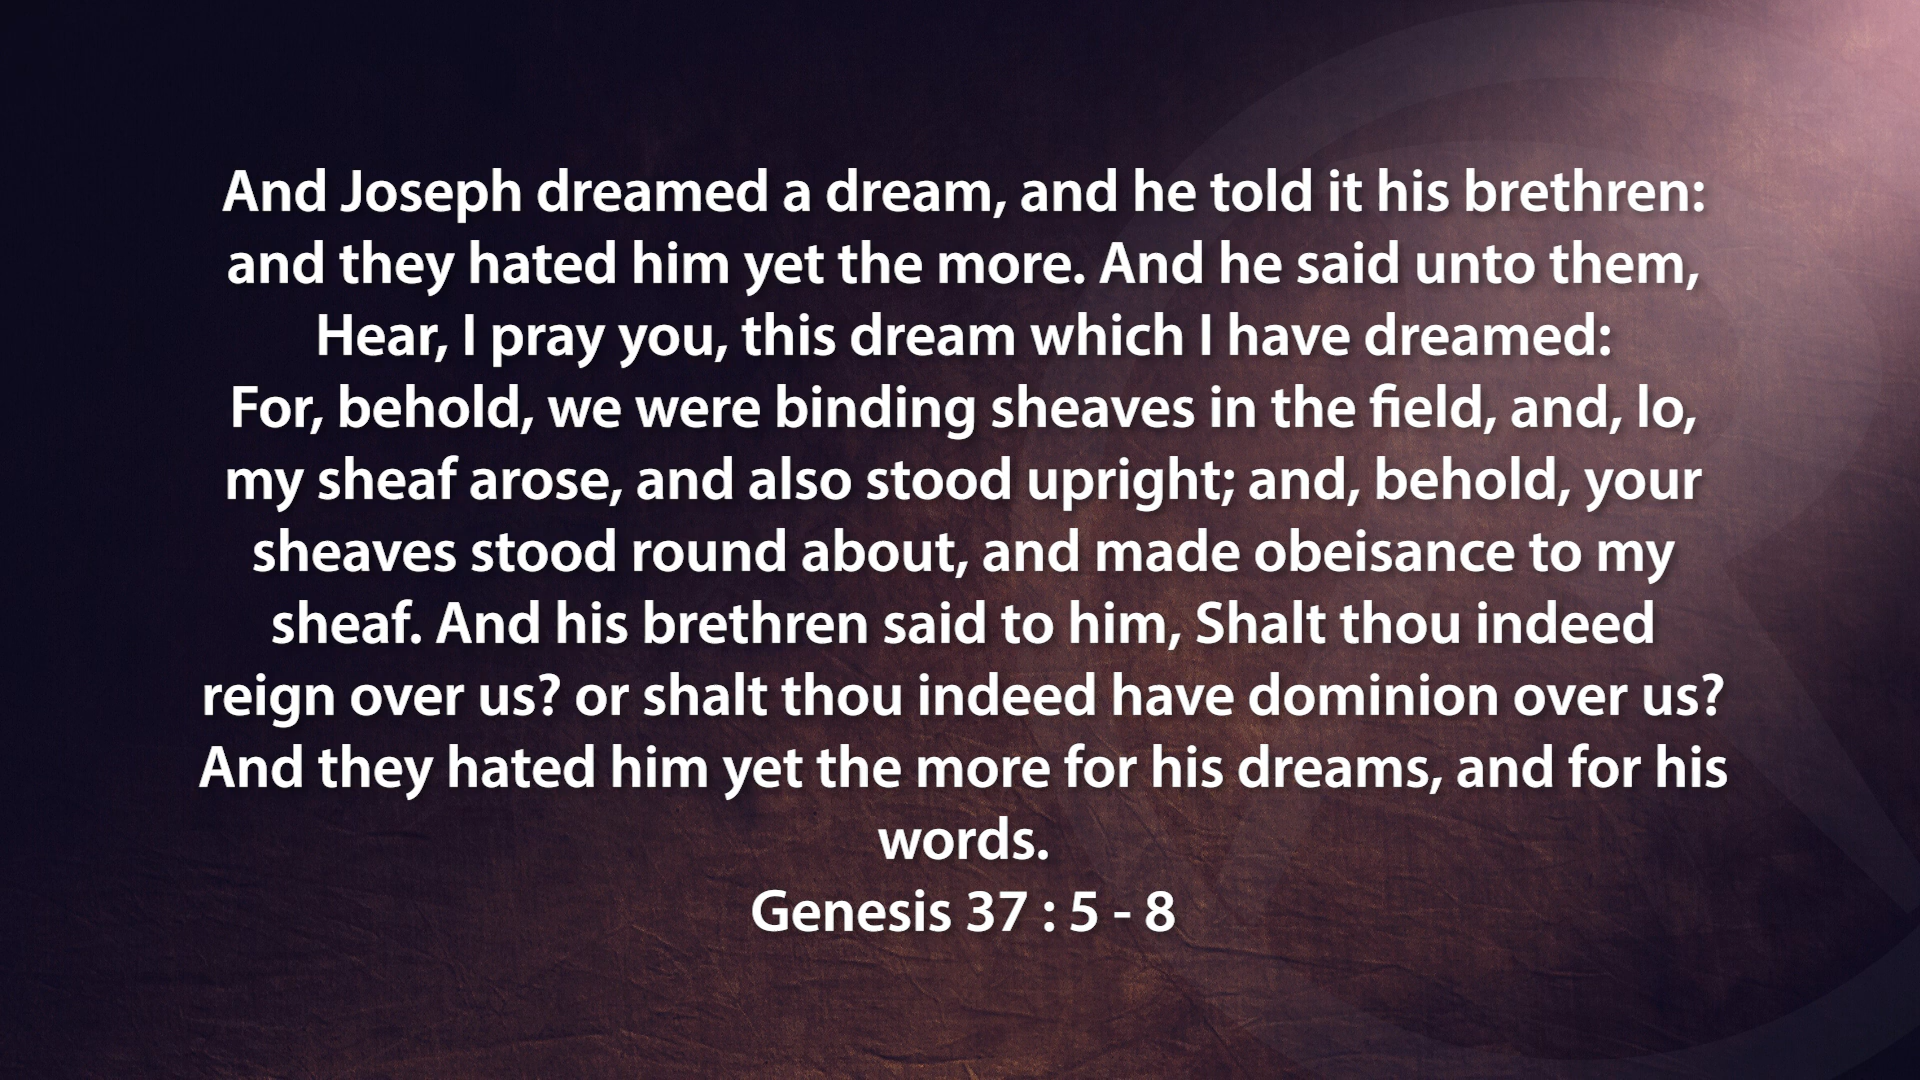 And Joseph dreamed a dream, and he told it his brethren:
and they hated him yet the more. And he said unto them,
Hear, I pray you, this dream which I have dreamed:
For, behold, we were binding sheaves in the field, and, lo,
my sheaf arose, and also stood upright; and, behold, your
sheaves stood round about, and made obeisance to my
sheaf. And his brethren said to him, Shalt thou indeed
reign over us? or shalt thou indeed have dominion over us?
And they hated him yet the more for his dreams, and for his
words.
Genesis 37 : 5 - 8